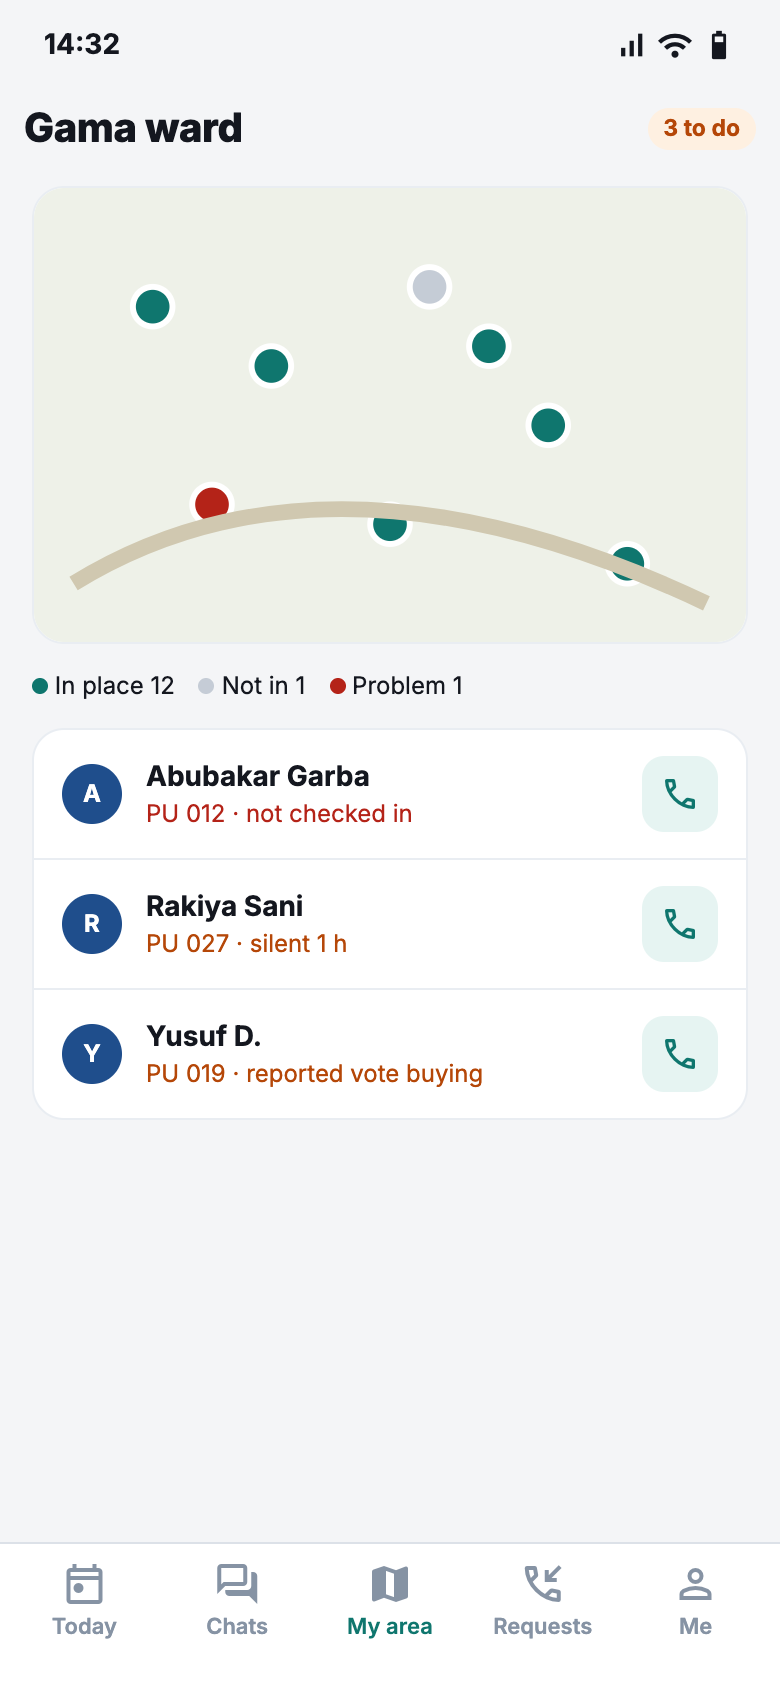 14:32
Gama ward
3 to do
In place 12
Not in 1
Problem 1
A
Abubakar Garba
PU 012 · not checked in
R
Rakiya Sani
PU 027 · silent 1 h
Y
Yusuf D.
PU 019 · reported vote buying
Today
Chats
My area
Requests
Me